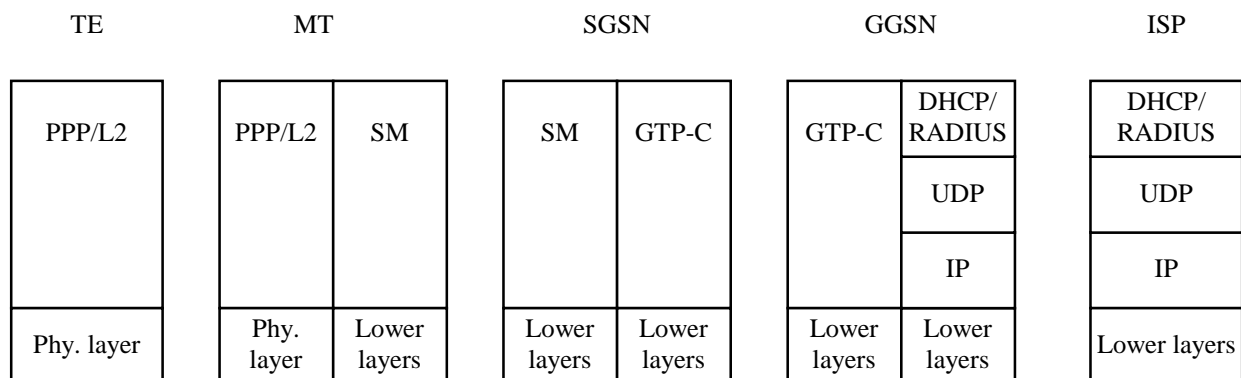 TE MT SGSN GGSN ISP
PPP/L2
Phy. layer
PPP/L2
Phy.
layer
SM
Lower
layers
SM
Lower
layers
GTP-C
Lower
layers
GTP-C
Lower
layers
DHCP/
RADIUS
UDP
IP
Lower
layers
DHCP/
RADIUS
UDP
IP
Lower layers